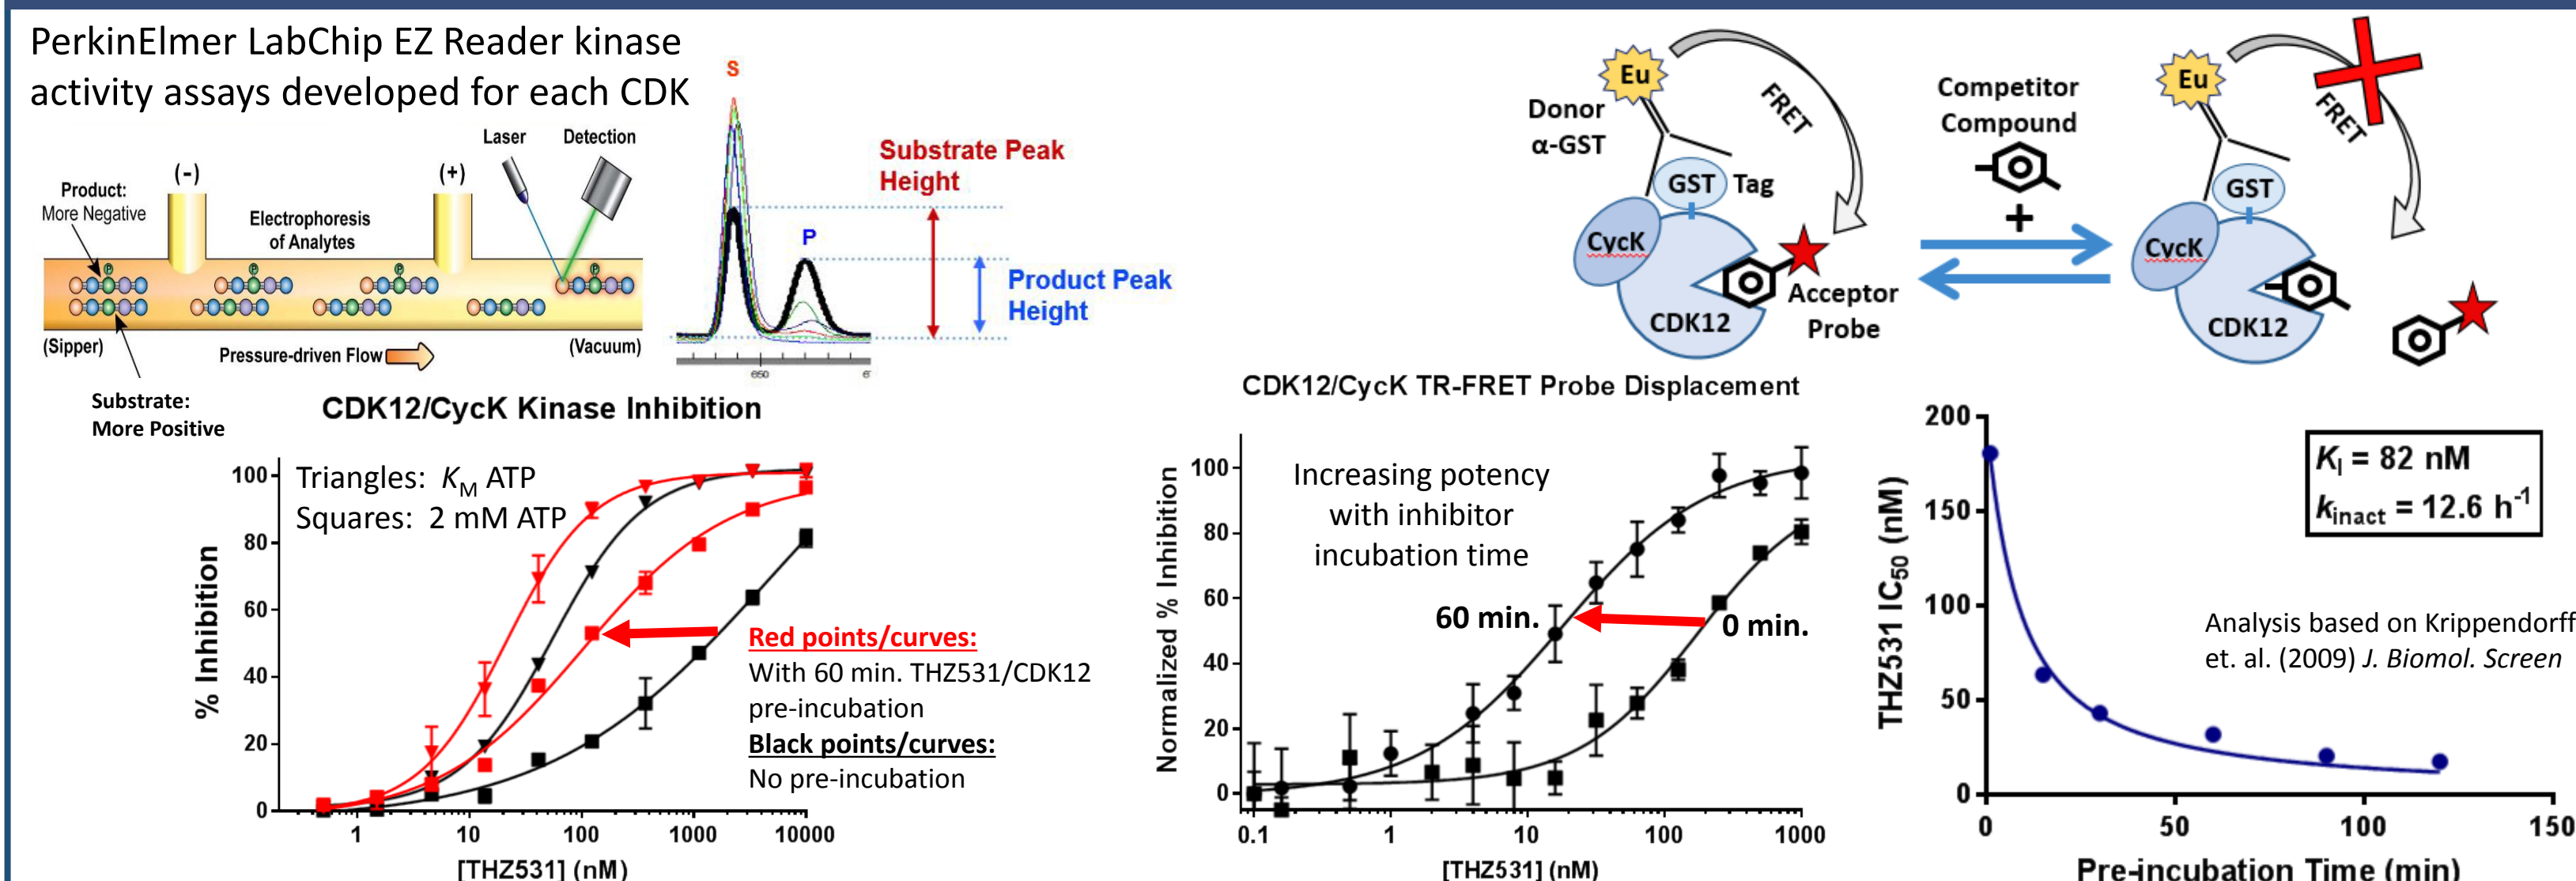 PerkinElmer LabChip EZ Reader kinase
activity assays developed for each CDK
Product:
More Negative
(-)
Electrophoresis
of Analytes
(+)
Laser
Detection
P
P
P
P
(Sipper)
Pressure-driven Flow
(Vacuum)
Substrate:
More Positive
S
P
Substrate Peak
Height
Product Peak
Height
650
CDK12/CycK Kinase Inhibition
Triangles: KM ATP
Squares: 2 mM ATP
% Inhibition
100
80
60
40
20
0
1
10
100
1000
10000
[THZ531] (nM)
Red points/curves:
With 60 min. THZ531/CDK12
pre-incubation
Black points/curves:
No pre-incubation
Eu
Donor
α-GST
FRET
GST Tag
CycK
CDK12
Acceptor
Probe
Competitor
Compound
+
Eu
FRET
GST
CycK
CDK12
CDK12/CycK TR-FRET Probe Displacement
Normalized % Inhibition
100
80
60
40
20
0
Increasing potency
with inhibitor
incubation time
60 min.
0 min.
0.1
1
10
100
1000
[THZ531] (nM)
THZ531 IC50 (nM)
200
150
100
50
0
KI = 82 nM
kinact = 12.6 h-1
Analysis based on Krippendorff
et. al. (2009) J. Biomol. Screen
0
50
100
150
Pre-incubation Time (min)